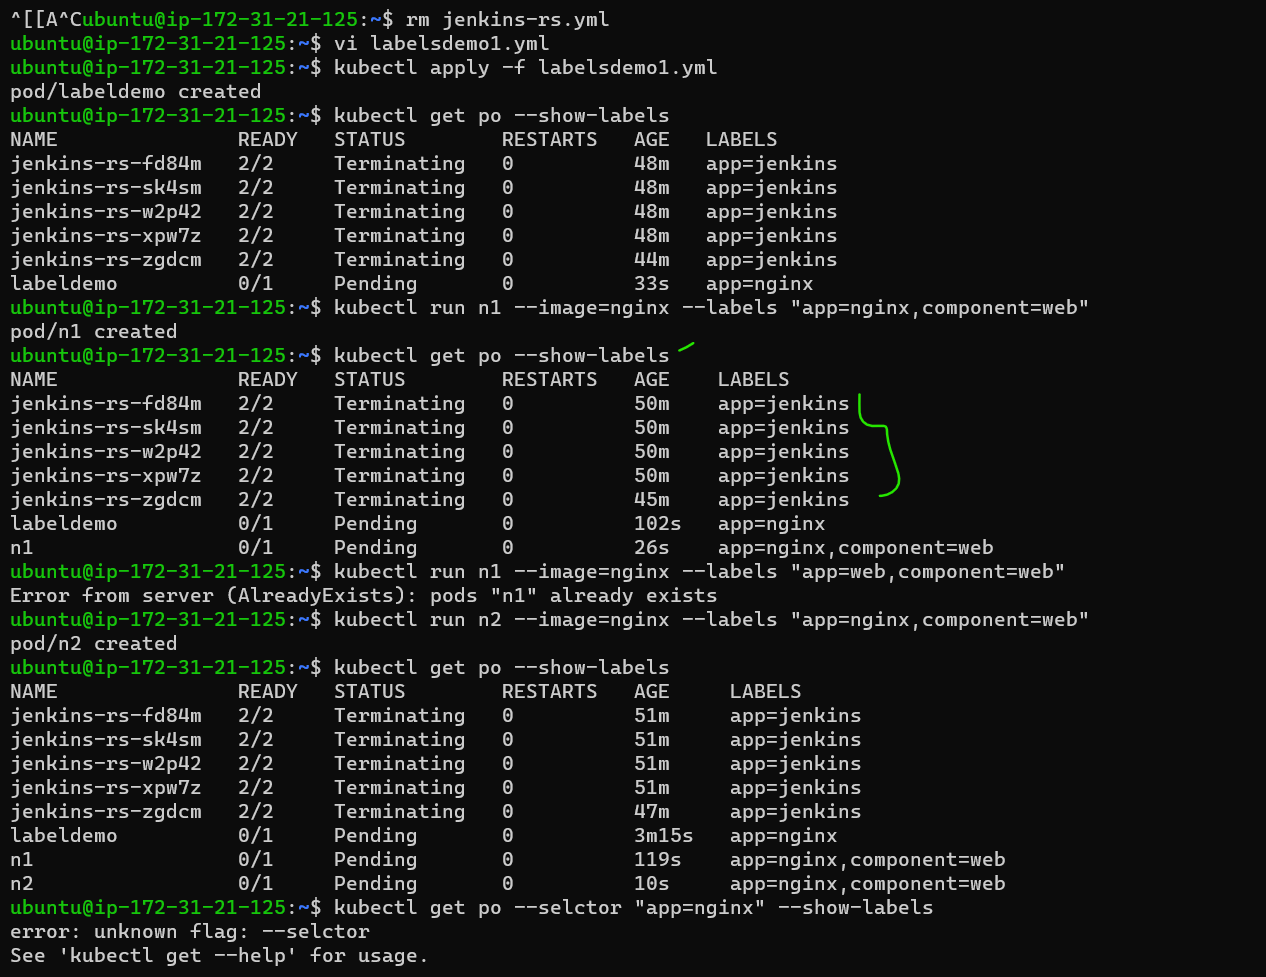 ^[[A^Cubuntu@ip-172-31-21-125:~$ rm jenkins-rs.yml
ubuntu@ip-172-31-21-125:~$ vi labelsdemo1.yml
ubuntu@ip-172-31-21-125:~$ kubectl apply -f labelsdemo1.yml
pod/labeldemo created
ubuntu@ip-172-31-21-125:~$ kubectl get po --show-labels
NAME               READY   STATUS        RESTARTS   AGE   LABELS
jenkins-rs-fd84m   2/2     Terminating   0          48m   app=jenkins
jenkins-rs-sk4sm   2/2     Terminating   0          48m   app=jenkins
jenkins-rs-w2p42   2/2     Terminating   0          48m   app=jenkins
jenkins-rs-xpw7z   2/2     Terminating   0          48m   app=jenkins
jenkins-rs-zgdcm   2/2     Terminating   0          44m   app=jenkins
labeldemo          0/1     Pending       0          33s   app=nginx
ubuntu@ip-172-31-21-125:~$ kubectl run n1 --image=nginx --labels "app=nginx,component=web"
pod/n1 created
ubuntu@ip-172-31-21-125:~$ kubectl get po --show-labels
NAME               READY   STATUS        RESTARTS   AGE    LABELS
jenkins-rs-fd84m   2/2     Terminating   0          50m    app=jenkins
jenkins-rs-sk4sm   2/2     Terminating   0          50m    app=jenkins
jenkins-rs-w2p42   2/2     Terminating   0          50m    app=jenkins
jenkins-rs-xpw7z   2/2     Terminating   0          50m    app=jenkins
jenkins-rs-zgdcm   2/2     Terminating   0          45m    app=jenkins
labeldemo          0/1     Pending       0          102s   app=nginx
n1                 0/1     Pending       0          26s    app=nginx,component=web
ubuntu@ip-172-31-21-125:~$ kubectl run n1 --image=nginx --labels "app=web,component=web"
Error from server (AlreadyExists): pods "n1" already exists
ubuntu@ip-172-31-21-125:~$ kubectl run n2 --image=nginx --labels "app=nginx,component=web"
pod/n2 created
ubuntu@ip-172-31-21-125:~$ kubectl get po --show-labels
NAME               READY   STATUS        RESTARTS   AGE     LABELS
jenkins-rs-fd84m   2/2     Terminating   0          51m     app=jenkins
jenkins-rs-sk4sm   2/2     Terminating   0          51m     app=jenkins
jenkins-rs-w2p42   2/2     Terminating   0          51m     app=jenkins
jenkins-rs-xpw7z   2/2     Terminating   0          51m     app=jenkins
jenkins-rs-zgdcm   2/2     Terminating   0          47m     app=jenkins
labeldemo          0/1     Pending       0          3m15s   app=nginx
n1                 0/1     Pending       0          119s    app=nginx,component=web
n2                 0/1     Pending       0          10s     app=nginx,component=web
ubuntu@ip-172-31-21-125:~$ kubectl get po --selctor "app=nginx" --show-labels
error: unknown flag: --selctor
See 'kubectl get --help' for usage.